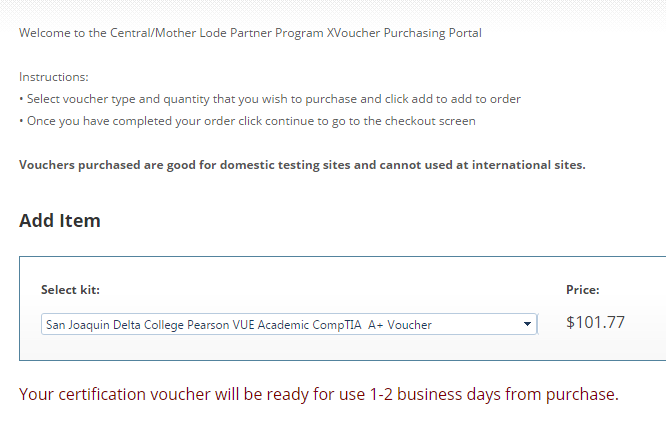 Welcome to the Central/Mother Lode Partner Program XVoucher Purchasing Portal
Instructions:
• Select voucher type and quantity that you wish to purchase and click add to add to order
• Once you have completed your order click continue to go to the checkout screen
Vouchers purchased are good for domestic testing sites and cannot used at international sites.
Add Item
Select kit: Price:
San Joaquin Delta College Pearson VUE Academic CompTIA A+ Voucher $101.77
Your certification voucher will be ready for use 1-2 business days from purchase.